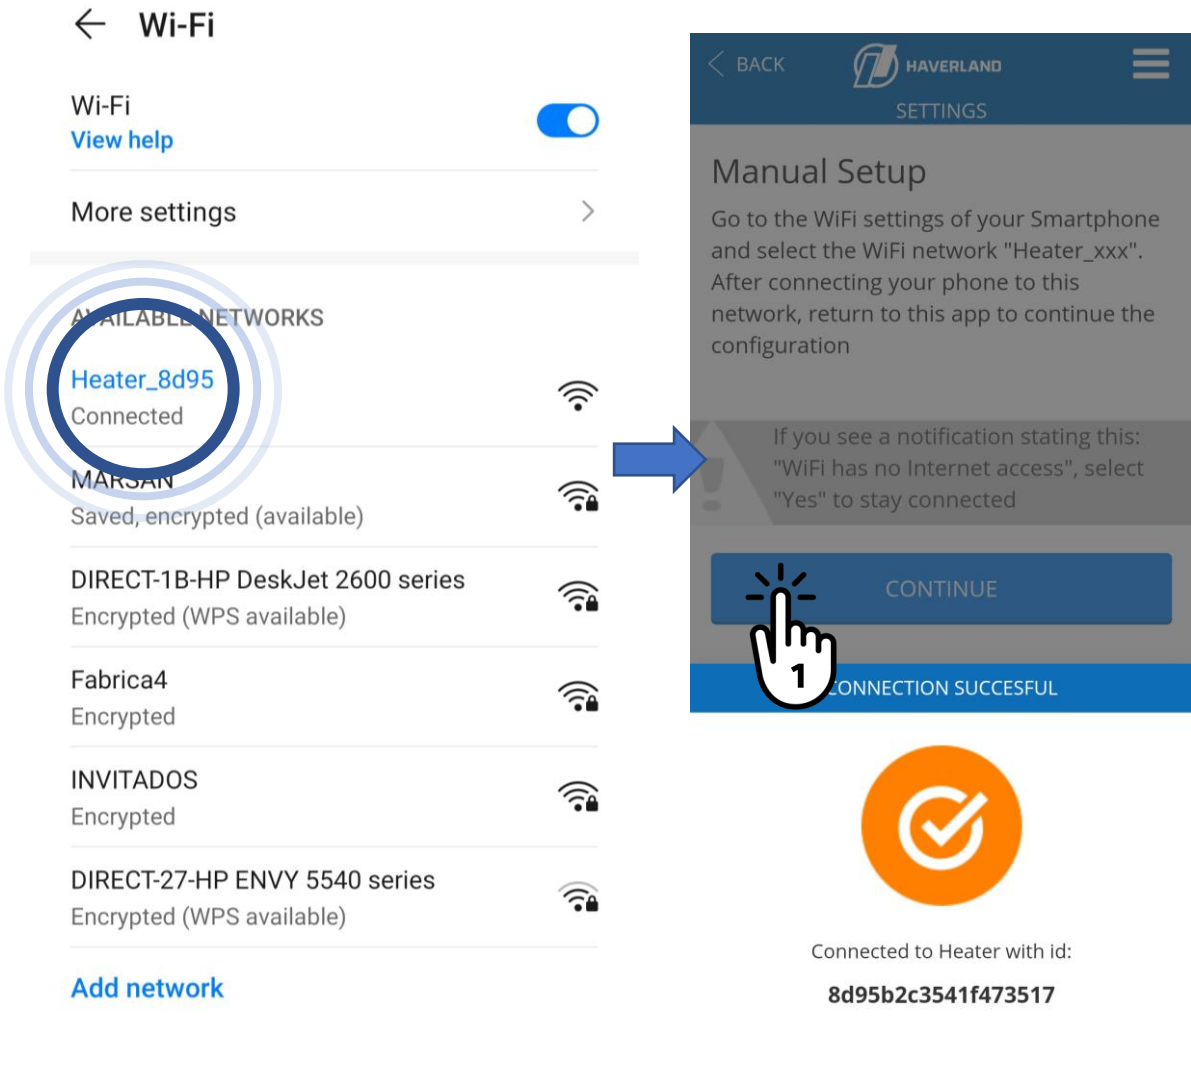 Wi-Fi
Wi-Fi
View help
More settings
AVAILABLE NETWORKS
Heater_8d95
Connected
MARSAN
Saved, encrypted (available)
DIRECT-1B-HP DeskJet 2600 series
Encrypted (WPS available)
Fabrica4
Encrypted
INVITADOS
Encrypted
DIRECT-27-HP ENVY 5540 series
Encrypted (WPS available)
Add network
BACK
HAVERLAND
SETTINGS
Manual Setup
Go to the WiFi settings of your Smartphone
and select the WiFi network "Heater_xxx".
After connecting your phone to this
network, return to this app to continue the
configuration
If you see a notification stating this:
"WiFi has no Internet access", select
"Yes" to stay connected
CONTINUE
1
CONNECTION SUCCESFUL
Connected to Heater with id:
8d95b2c3541f473517